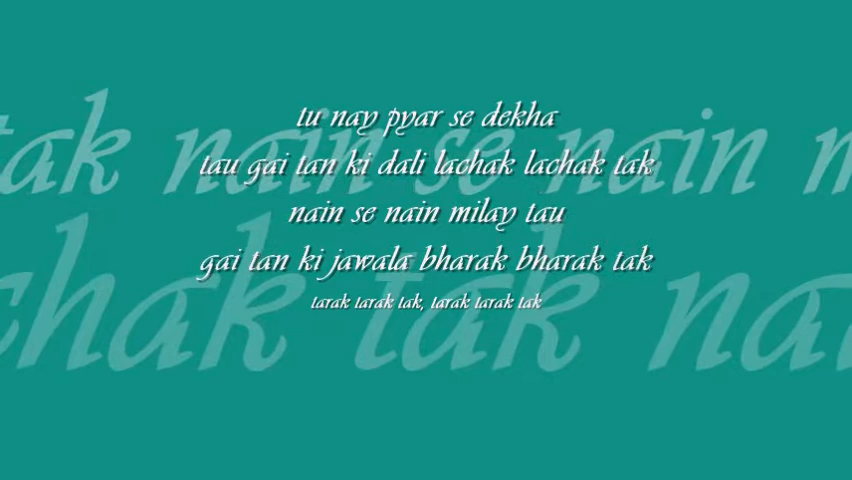 tu nay pyar se dekha
tau gai tan ki dali lachak lachak tak
nain se nain milay tau
gai tan ki jawala bharak bharak tak
tarak tarak tak, tarak tarak tak
tak nain se nain m
chak tak nai